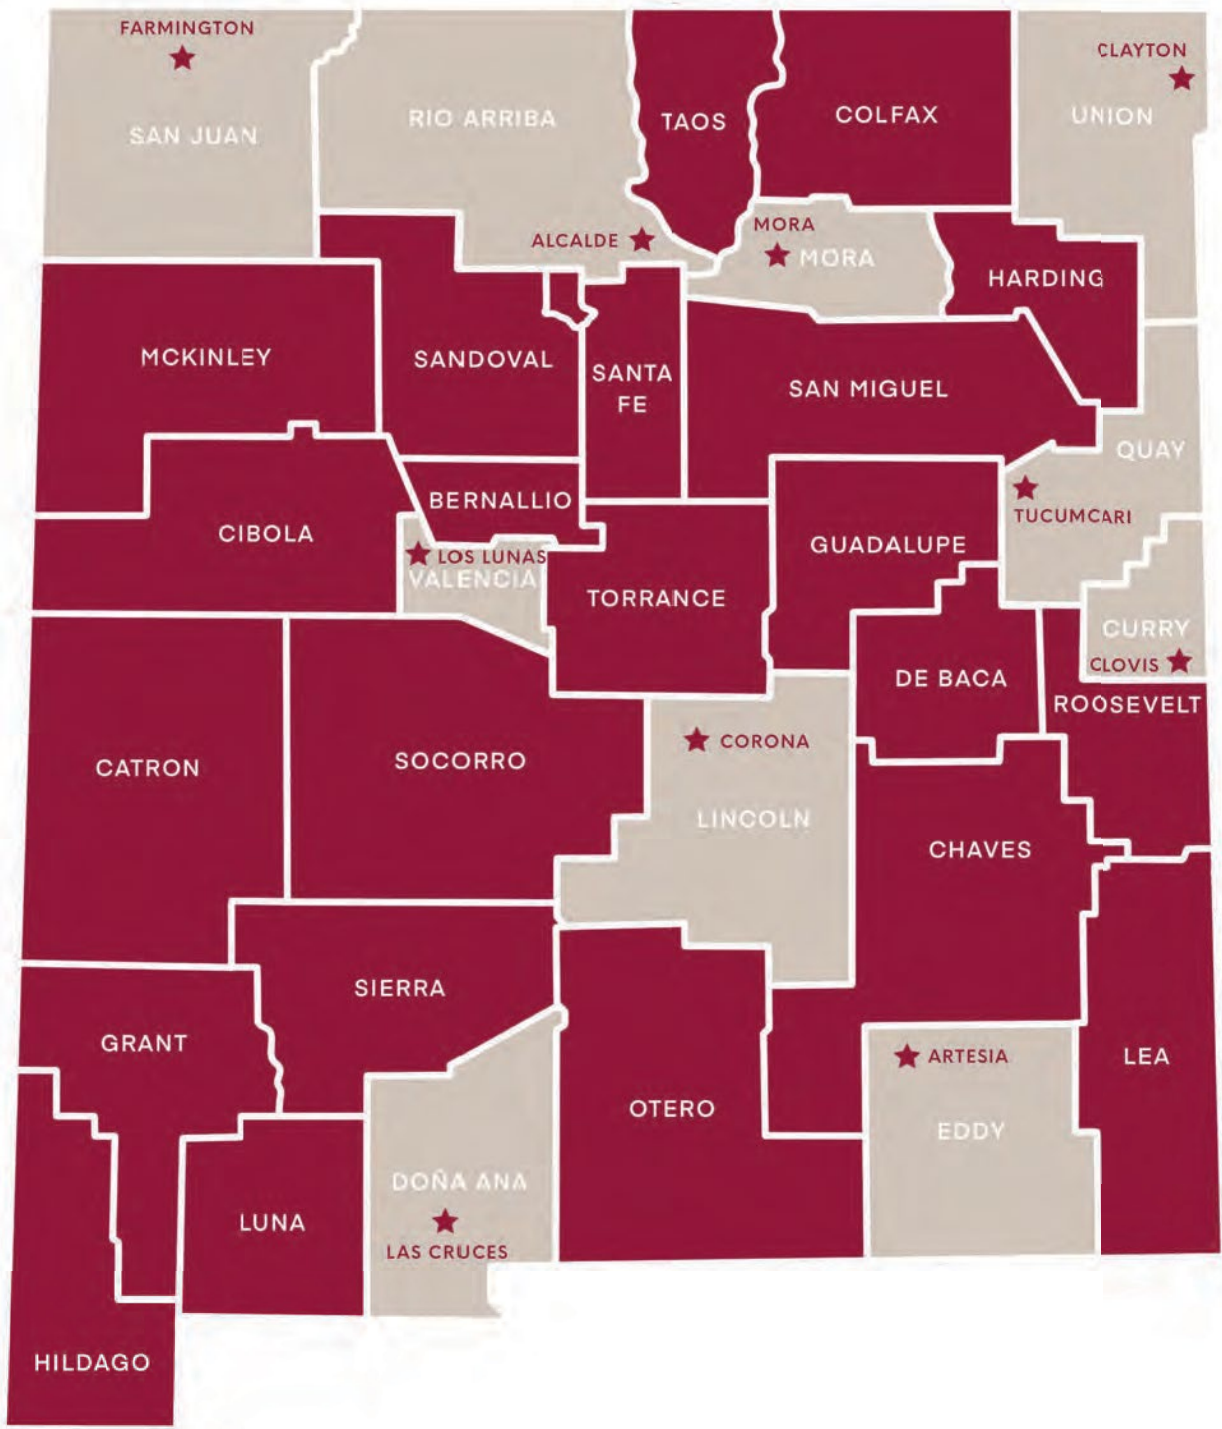 FARMINGTON
SAN JUAN
RIO ARRIBA
TAOS
COLFAX
CLAYTON
UNION
ALCALDE
MORA
MORA
HARDING
MCKINLEY
SANDOVAL
SANTA
FE
SAN MIGUEL
QUAY
TUCUMCARI
CIBOLA
BERNALLIO
LOS LUNAS
VALENCIA
TORRANCE
GUADALUPE
CURRY
CLOVIS
DE BACA
ROOSEVELT
CATRON
SOCORRO
CORONA
LINCOLN
CHAVES
SIERRA
GRANT
OTERO
ARTESIA
EDDY
LEA
DOÑA ANA
LAS CRUCES
LUNA
HILDAGO